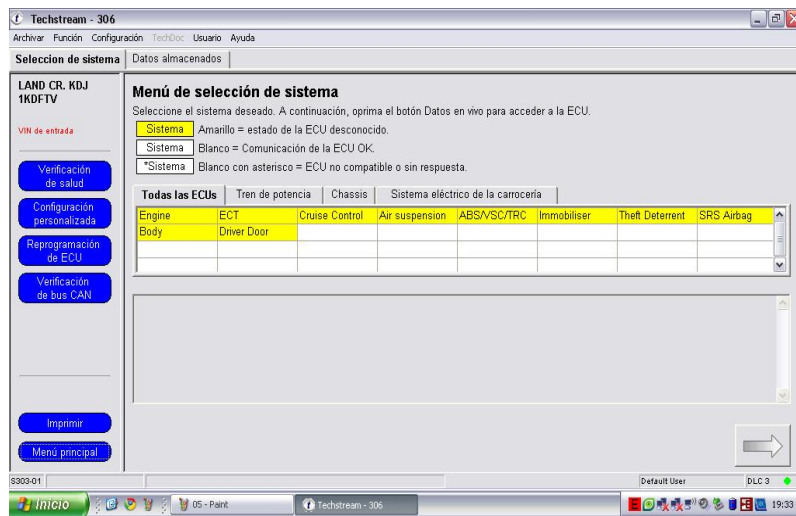 Techstream - 306
Archivar Función Configuración TechDoc Usuario Ayuda
Seleccion de sistema Datos almacenados
LAND CR. KDJ
1KDFTV
VIN de entrada
Verificación
de salud
Configuración
personalizada
Reprogramación
de ECU
Verificación
de bus CAN
Imprimir
Menú principal
Menú de selección de sistema
Seleccione el sistema deseado. A continuación, oprima el botón Datos en vivo para acceder a la ECU.
Sistema Amarillo = estado de la ECU desconocido.
Sistema Blanco = Comunicación de la ECU OK.
*Sistema Blanco con asterisco = ECU no compatible o sin respuesta.
Todas las ECUs Tren de potencia Chassis Sistema eléctrico de la carrocería
Engine ECT Cruise Control Air suspension ABS/VSC/TRC Immobiliser Theft Deterrent SRS Airbag
Body Driver Door
S303-01 Default User DLC 3
Inicio 05 - Paint Techstream - 306 E 19:33